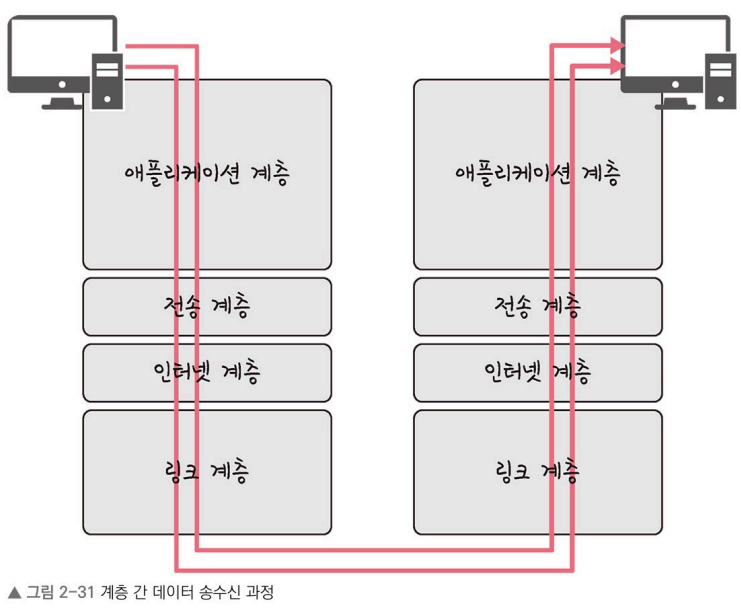 애플리케이션 계층
전송 계층
인터넷 계층
링크 계층
애플리케이션 계층
전송 계층
인터넷 계층
링크 계층
▲ 그림 2-31 계층 간 데이터 송수신 과정